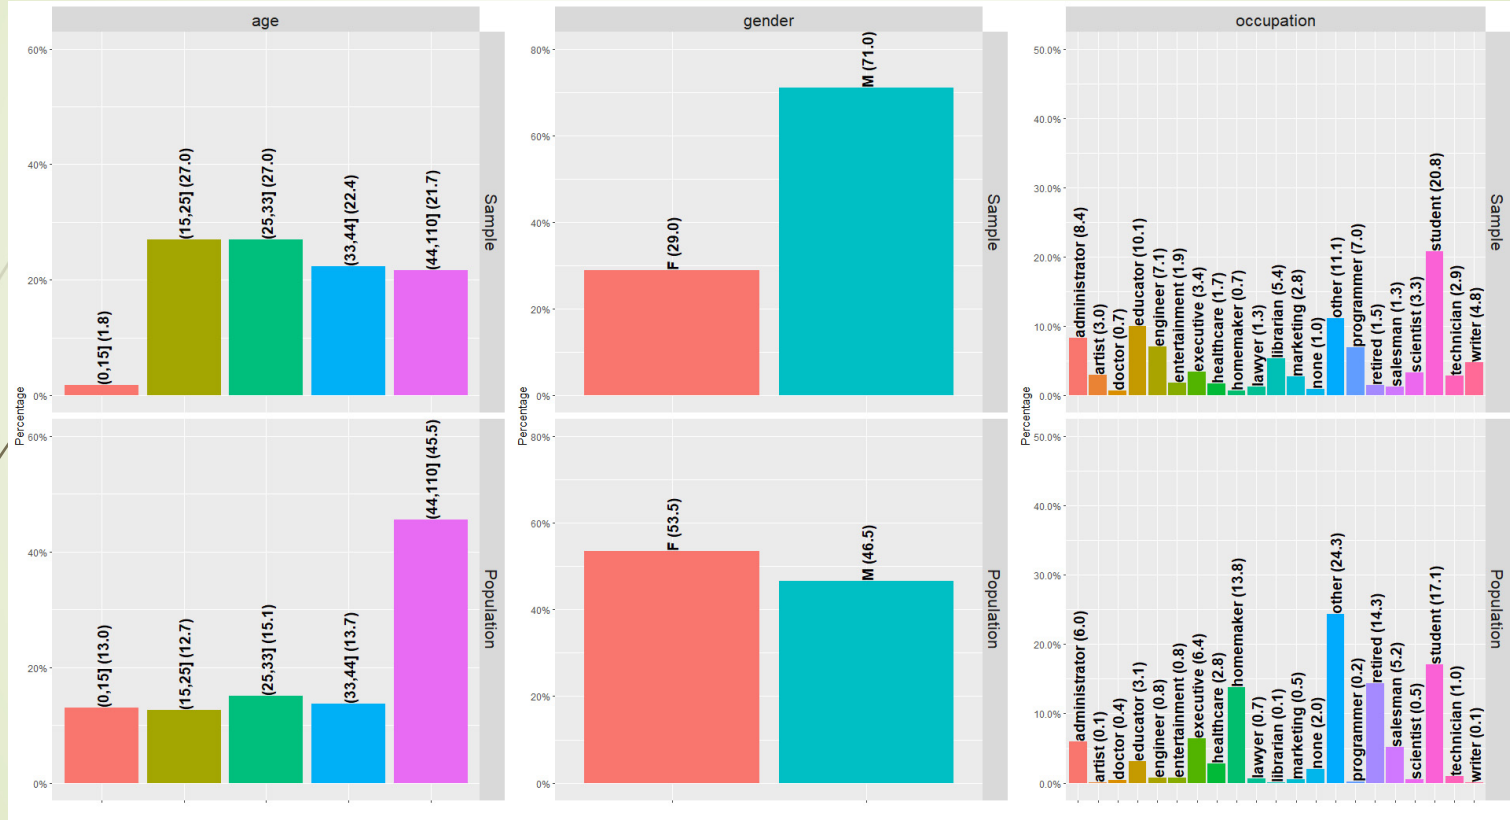 age
60%
40%
20%
0%
(0,15] (1.8)
(15,25] (27.0)
(25,33] (27.0)
(33,44] (22.4)
(44,110] (21.7)
Sample
Percentage
60%
40%
20%
0%
(0,15] (13.0)
(15,25] (12.7)
(25,33] (15.1)
(33,44] (13.7)
(44,110] (45.5)
Population
gender
80%
60%
40%
20%
0%
F (29.0)
M (71.0)
Sample
Percentage
80%
60%
40%
20%
0%
F (53.5)
M (46.5)
Population
occupation
50.0%
40.0%
30.0%
20.0%
10.0%
0.0%
administrator (8.4)
artist (3.0)
doctor (0.7)
educator (10.1)
engineer (7.1)
entertainment (1.9)
executive (3.4)
healthcare (1.7)
homemaker (0.7)
lawyer (1.3)
librarian (5.4)
marketing (2.8)
none (1.0)
other (11.1)
programmer (7.0)
retired (1.5)
salesman (1.3)
scientist (3.3)
student (20.8)
technician (2.9)
writer (4.8)
Sample
Percentage
50.0%
40.0%
30.0%
20.0%
10.0%
0.0%
administrator (6.0)
artist (0.1)
doctor (0.4)
educator (3.1)
engineer (0.8)
entertainment (0.8)
executive (6.4)
healthcare (2.8)
homemaker (13.8)
lawyer (0.7)
librarian (0.1)
marketing (0.5)
none (2.0)
other (24.3)
programmer (0.2)
retired (14.3)
salesman (5.2)
scientist (0.5)
student (17.1)
technician (1.0)
writer (0.1)
Population